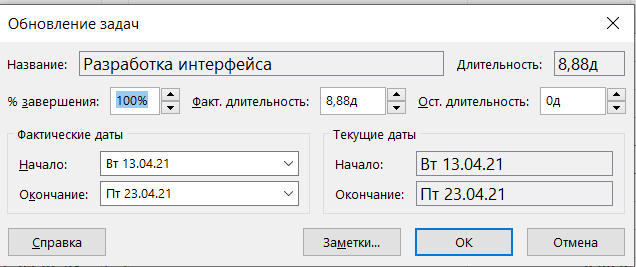 Обновление задач
Название: Разработка интерфейса Длительность: 8,88д
% завершения: 100% Факт. длительность: 8,88д Ост. длительность: 0д
Фактические даты Текущие даты
Начало: Вт 13.04.21 Начало: Вт 13.04.21
Окончание: Пт 23.04.21 Окончание: Пт 23.04.21
Справка Заметки... ОК Отмена